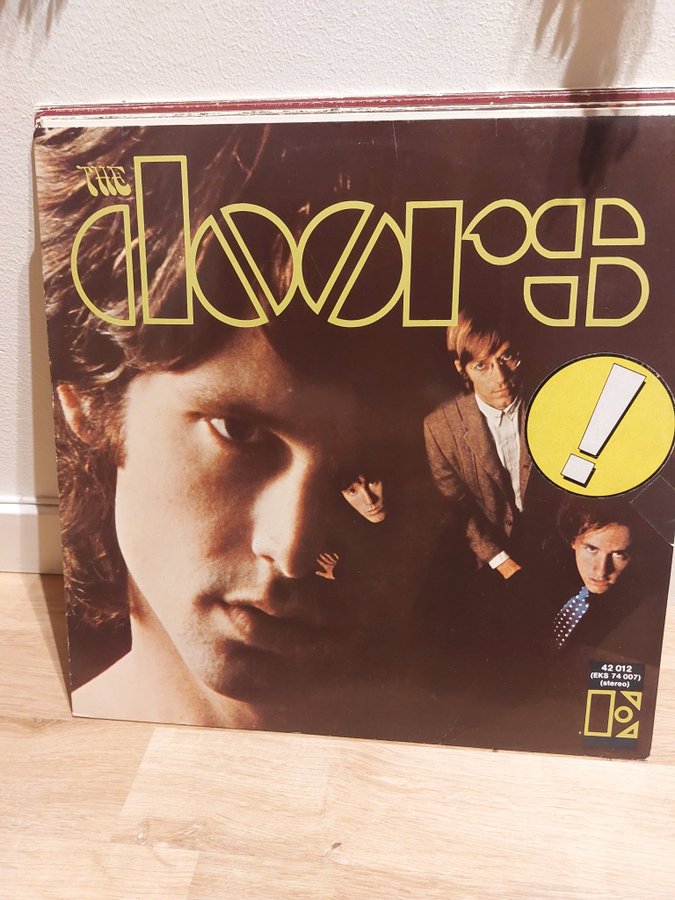 THE
doors
!
42 012
(EKS 74 007)
(stereo)